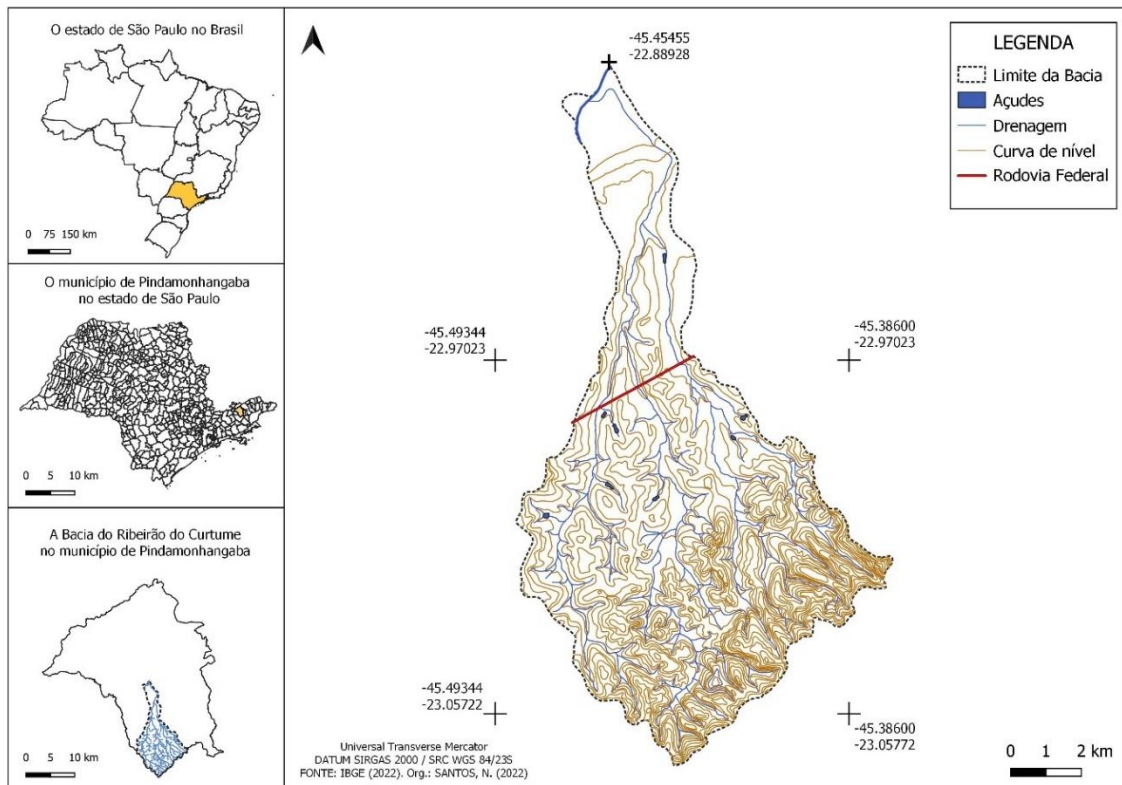 O estado de São Paulo no Brasil
0 75 150 km
O município de Pindamonhangaba
no estado de São Paulo
0 5 10 km
A Bacia do Ribeirão do Curtume
no município de Pindamonhangaba
0 5 10 km
-45.45455
-22.88928
-45.49344
-22.97023
-45.38600
-22.97023
-45.49344
-23.05722
-45.38600
-23.05772
Universal Transverse Mercator
DATUM SIRGAS 2000 / SRC WGS 84/23S
FONTE: IBGE (2022). Org.: SANTOS, N. (2022)
0 1 2 km
LEGENDA
Limite da Bacia
Açudes
Drenagem
Curva de nível
Rodovia Federal